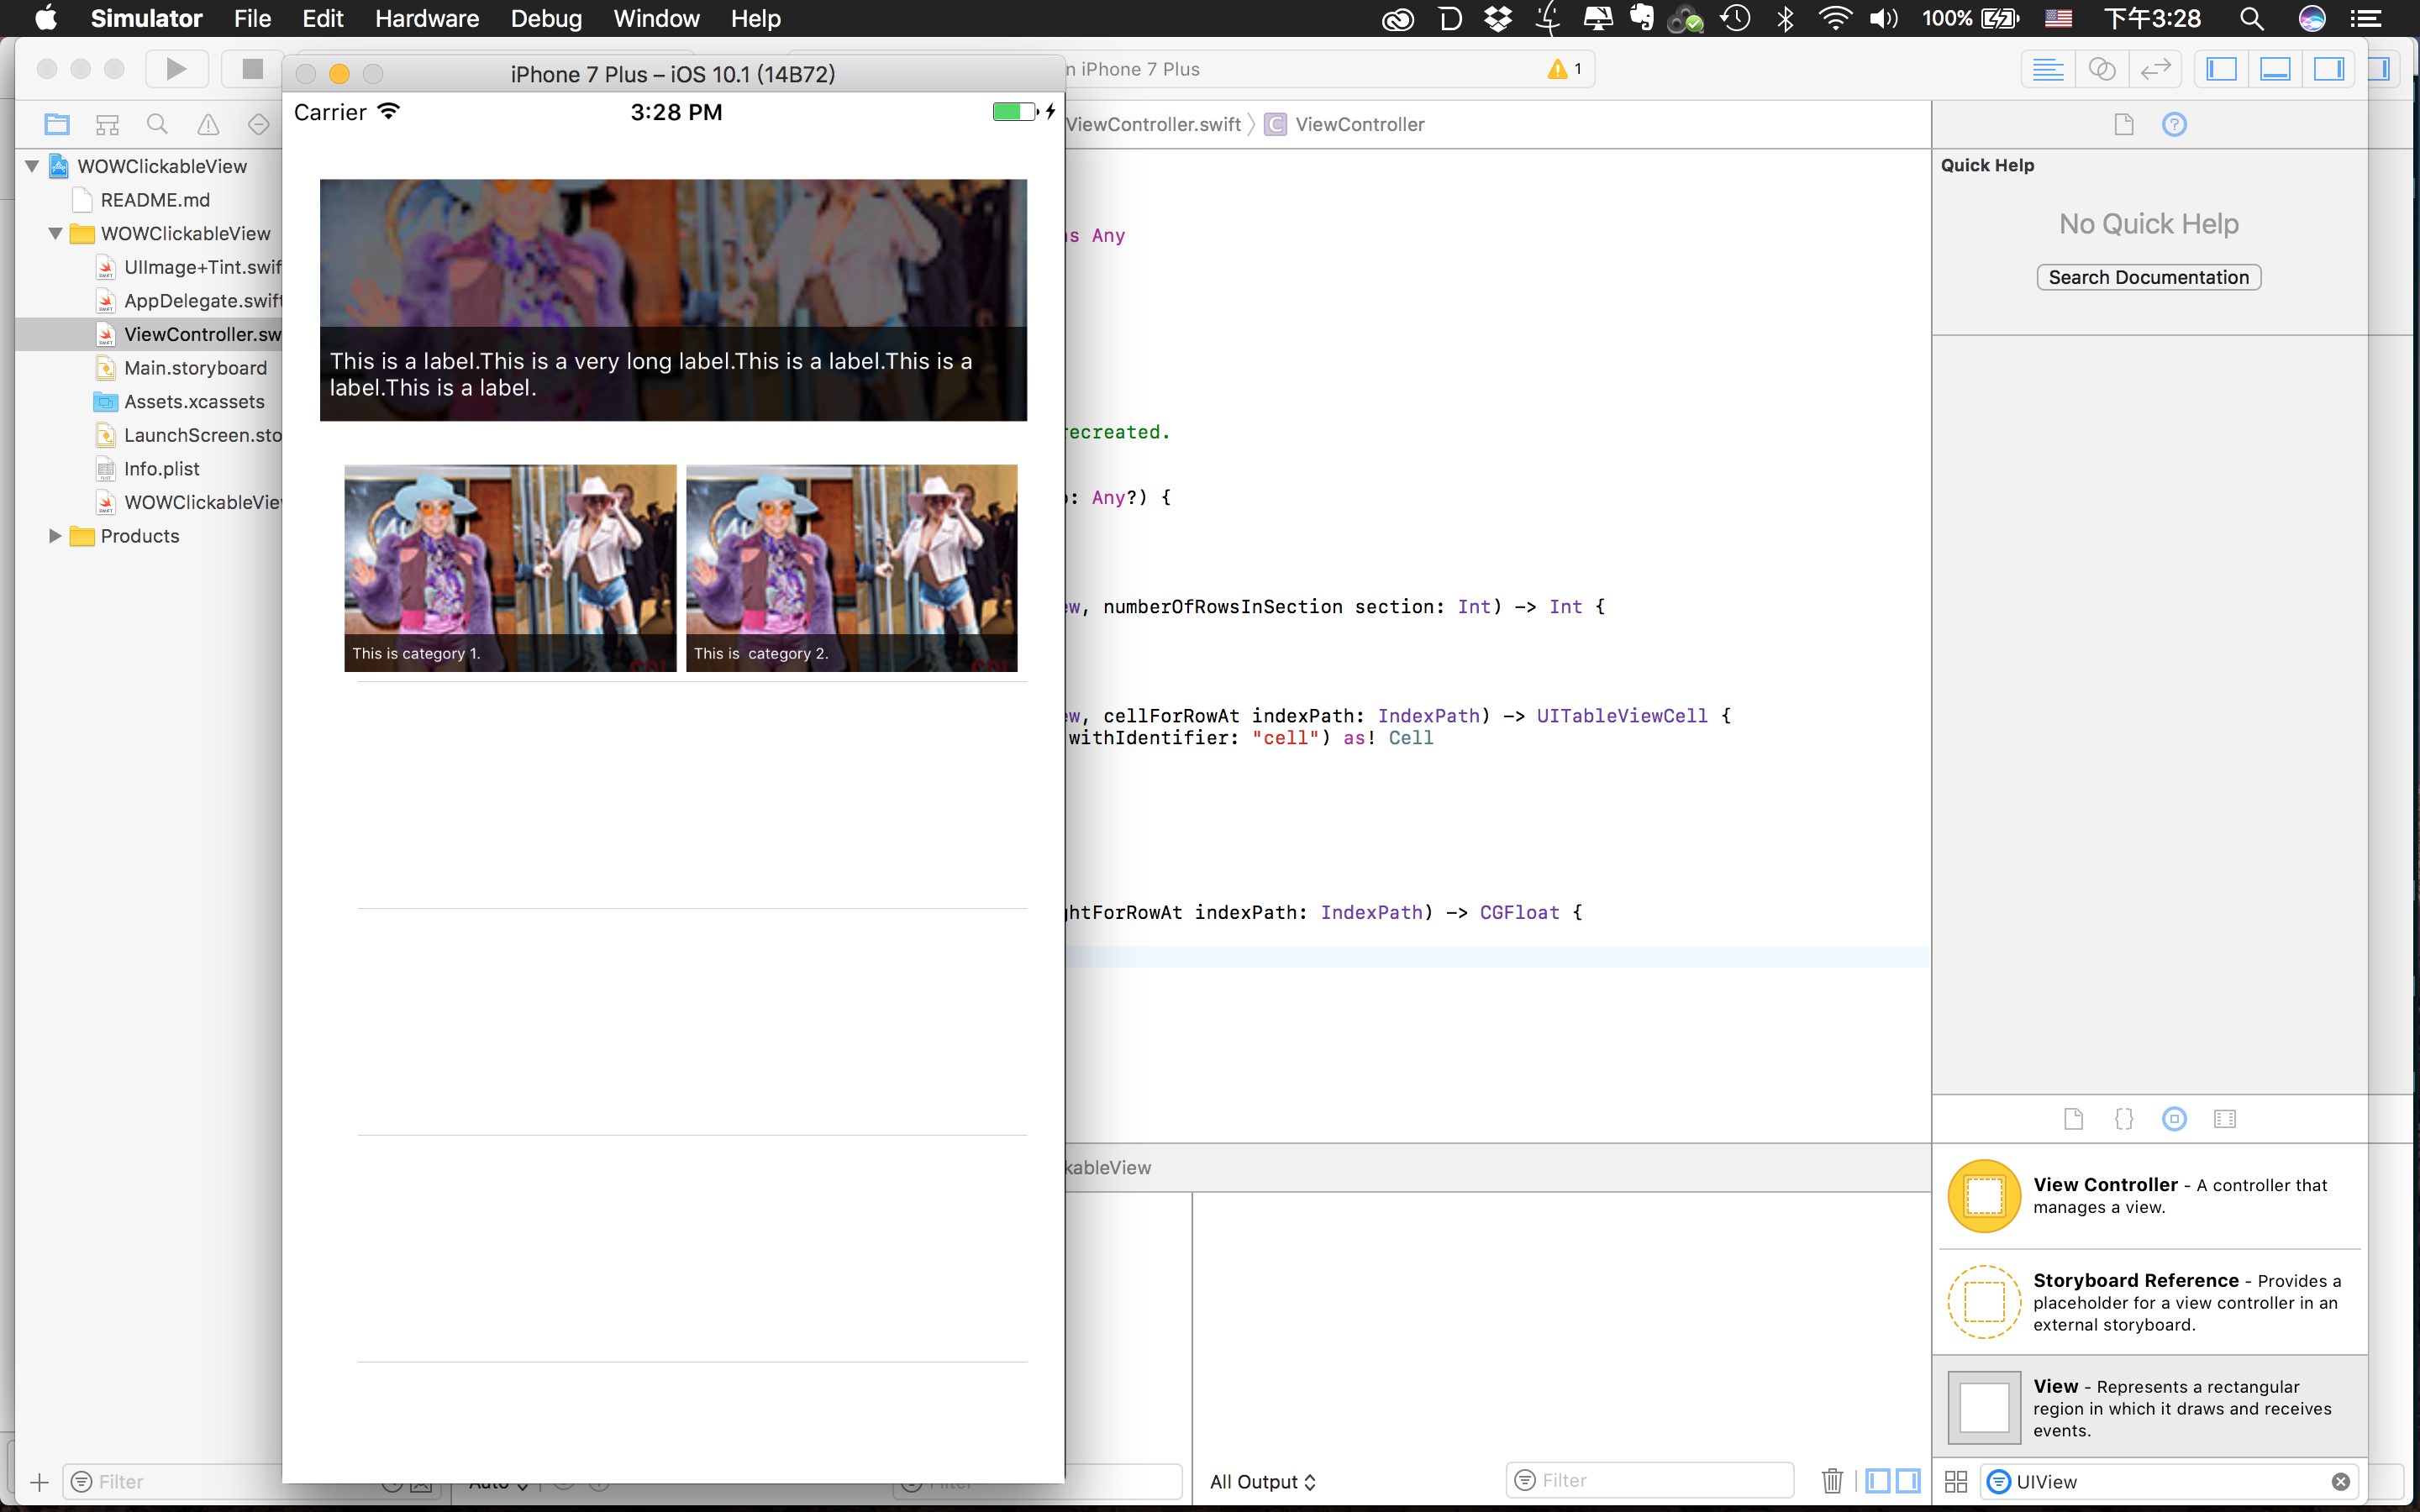 Simulator File Edit Hardware Debug Window Help 100% 下午3:28
iPhone 7 Plus – iOS 10.1 (14B72)
iPhone 7 Plus
1
Carrier 3:28 PM
ViewController.swift ViewController
WOWClickableView
README.md
WOWClickableView
UIImage+Tint.swif
AppDelegate.swift
ViewController.sw
Main.storyboard
Assets.xcassets
LaunchScreen.sto
Info.plist
WOWClickableView
Products
This is a label.This is a very long label.This is a label.This is a
label.This is a label.
This is category 1.
This is  category 2.
s Any
recreated.
: Any?) {
ew, numberOfRowsInSection section: Int) -> Int {
ew, cellForRowAt indexPath: IndexPath) -> UITableViewCell {
withIdentifier: "cell") as! Cell
htForRowAt indexPath: IndexPath) -> CGFloat {
kableView
Quick Help
No Quick Help
Search Documentation
View Controller - A controller that
manages a view.
Storyboard Reference - Provides a
placeholder for a view controller in an
external storyboard.
View - Represents a rectangular
region in which it draws and receives
events.
Filter
Auto
All Output
Filter
UIView